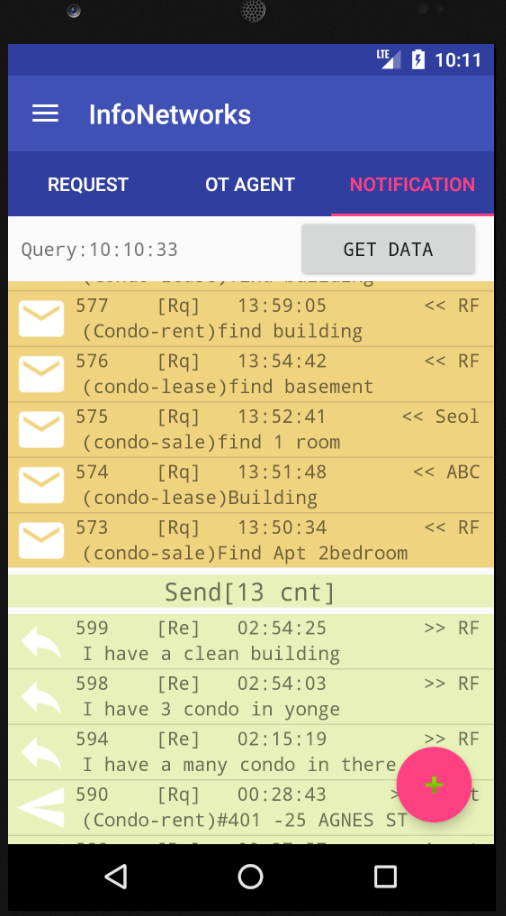 LTE 10:11
InfoNetworks
REQUEST OT AGENT NOTIFICATION
Query:10:10:33 GET DATA
577 [Rq] 13:59:05 << RF
(Condo-rent)find building
576 [Rq] 13:54:42 << RF
(condo-lease)find basement
575 [Rq] 13:52:41 << Seol
(condo-sale)find 1 room
574 [Rq] 13:51:48 << ABC
(condo-lease)Building
573 [Rq] 13:50:34 << RF
(condo-sale)Find Apt 2bedroom
Send[13 cnt]
599 [Re] 02:54:25 >> RF
I have a clean building
598 [Re] 02:54:03 >> RF
I have 3 condo in yonge
594 [Re] 02:15:19 >> RF
I have a many condo in there
590 [Rq] 00:28:43
(Condo-rent)#401 -25 AGNES ST